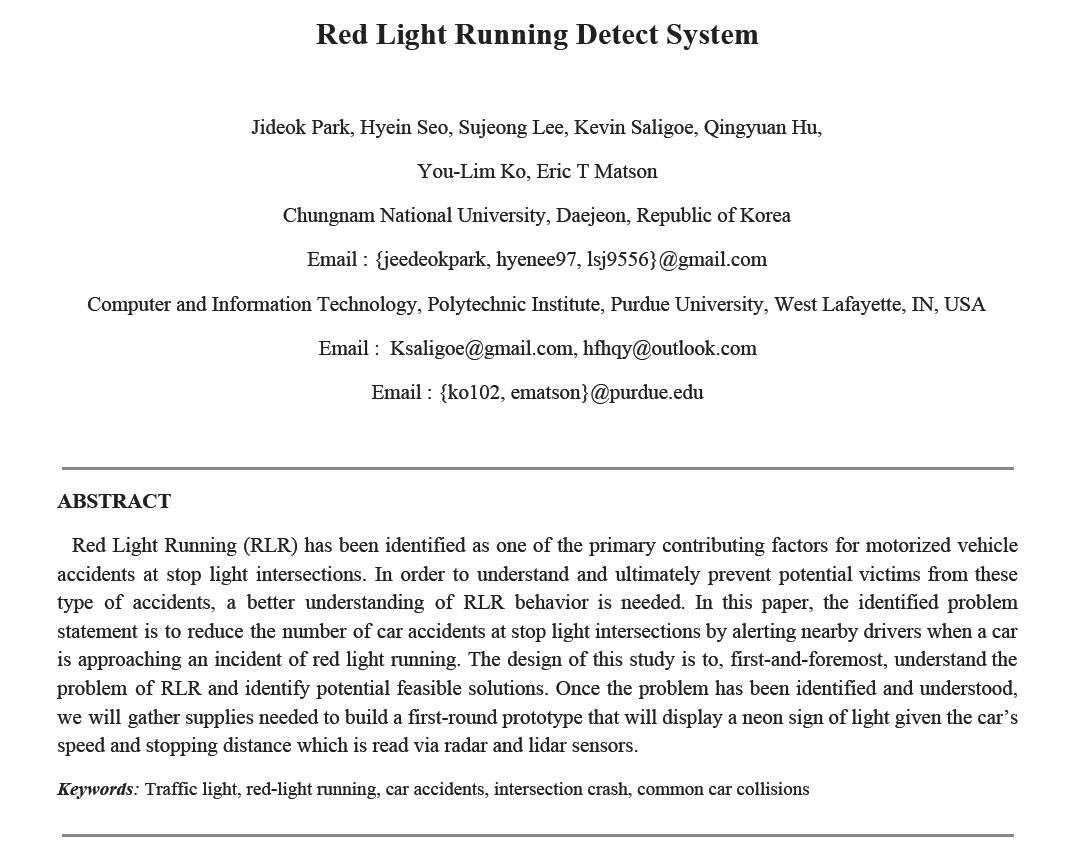 Red Light Running Detect System
Jideok Park, Hyein Seo, Sujeong Lee, Kevin Saligoe, Qingyuan Hu,
You-Lim Ko, Eric T Matson
Chungnam National University, Daejeon, Republic of Korea
Email : {jeedeokpark, hyenee97, lsj9556}@gmail.com
Computer and Information Technology, Polytechnic Institute, Purdue University, West Lafayette, IN, USA
Email :  Ksaligoe@gmail.com, hfhqy@outlook.com
Email : {ko102, ematson}@purdue.edu
ABSTRACT
Red Light Running (RLR) has been identified as one of the primary contributing factors for motorized vehicle
accidents at stop light intersections. In order to understand and ultimately prevent potential victims from these
type of accidents, a better understanding of RLR behavior is needed. In this paper, the identified problem
statement is to reduce the number of car accidents at stop light intersections by alerting nearby drivers when a car
is approaching an incident of red light running. The design of this study is to, first-and-foremost, understand the
problem of RLR and identify potential feasible solutions. Once the problem has been identified and understood,
we will gather supplies needed to build a first-round prototype that will display a neon sign of light given the car’s
speed and stopping distance which is read via radar and lidar sensors.
Keywords: Traffic light, red-light running, car accidents, intersection crash, common car collisions